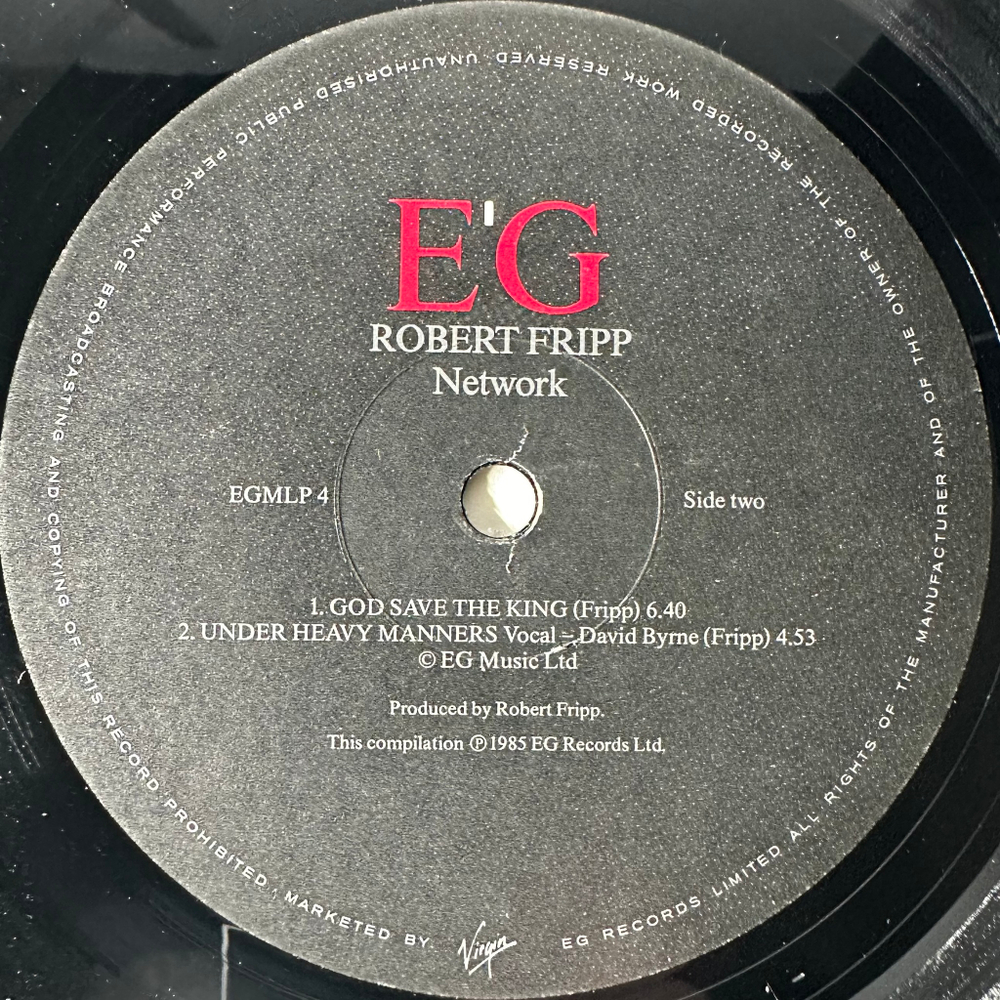 E'G
ROBERT FRIPP
Network
EGMLP 4
Side two
1. GOD SAVE THE KING (Fripp) 6.40
2. UNDER HEAVY MANNERS Vocal – David Byrne (Fripp) 4.53
© EG Music Ltd
Produced by Robert Fripp.
This compilation ℗1985 EG Records Ltd.
EG RECORDS LIMITED ALL RIGHTS OF THE MANUFACTURER AND OF THE OWNER OF THE RECORDED WORK RESERVED UNAUTHORISED PUBLIC PERFORMANCE BROADCASTING AND COPYING OF THIS RECORD PROHIBITED. MARKETED BY. Virgin